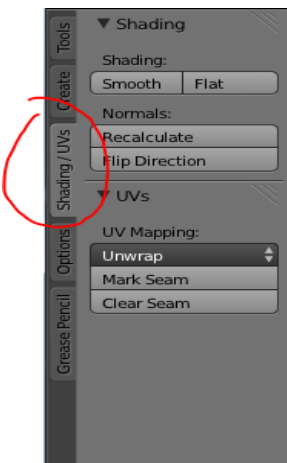 Tools
Create
Shading / UVs
Options
Grease Pencil
Shading
Shading:
Smooth Flat
Normals:
Recalculate
Flip Direction
UVs
UV Mapping:
Unwrap
Mark Seam
Clear Seam